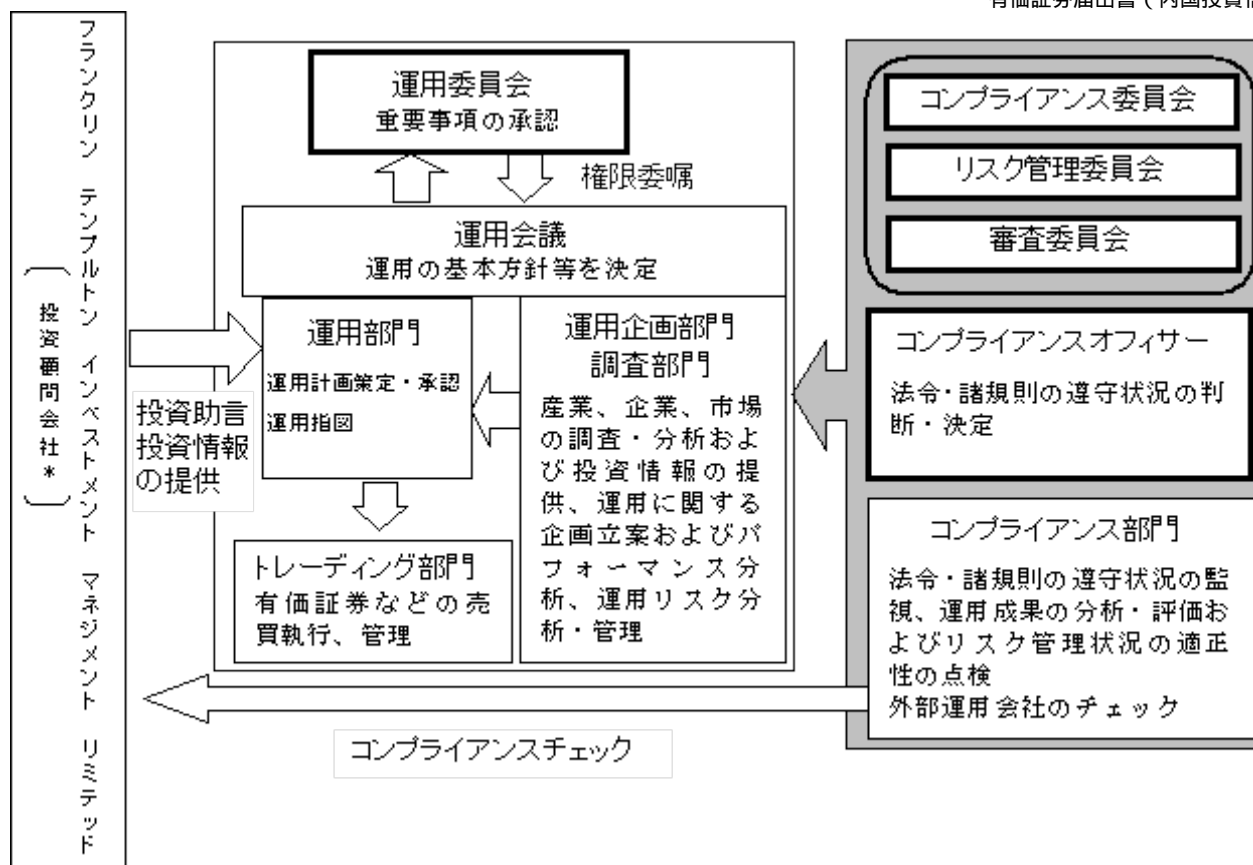 有価証券届出書（内国投資信
フランクリン テンプルトン インベストメント マネジメント リミテッド
（投資顧問会社*）
運用委員会
重要事項の承認
権限委嘱
運用会議
運用の基本方針等を決定
運用部門
運用計画策定・承認
運用指図
運用企画部門
調査部門
産業、企業、市場
の調査・分析およ
び投資情報の提
供、運用に関する
企画立案およびパ
フォーマンス分
析、運用リスク分
析・管理
投資助言
投資情報
の提供
トレーディング部門
有価証券などの売
買執行、管理
コンプライアンス委員会
リスク管理委員会
審査委員会
コンプライアンスオフィサー
法令・諸規則の遵守状況の判
断・決定
コンプライアンス部門
法令・諸規則の遵守状況の監
視、運用成果の分析・評価お
よびリスク管理状況の適正
性の点検
外部運用会社のチェック
コンプライアンスチェック